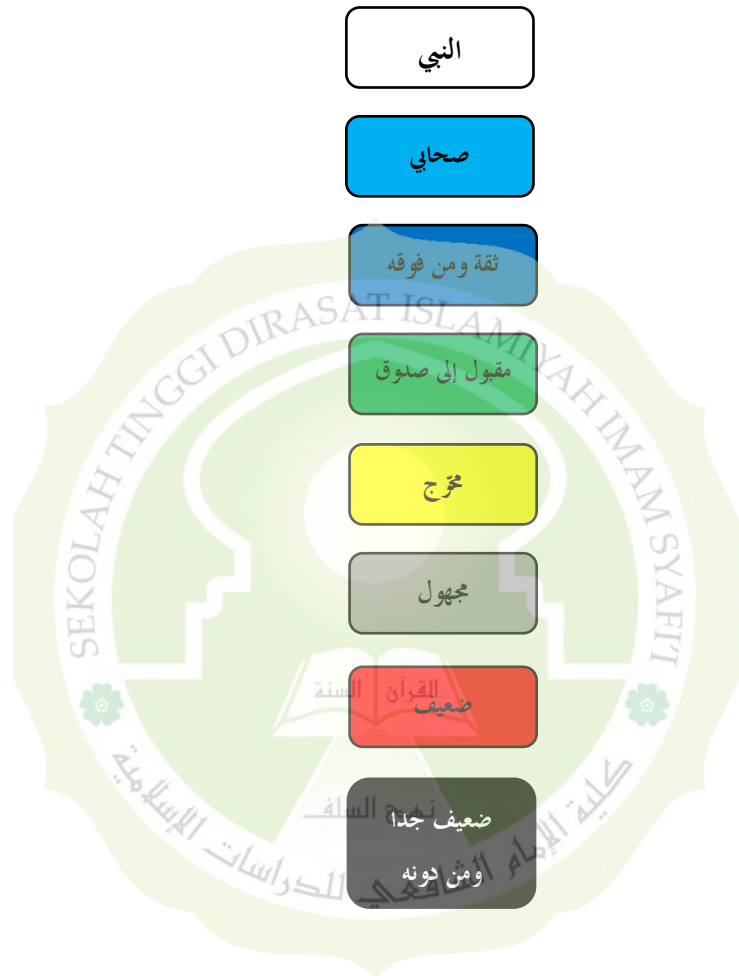 النبي
صحابي
ثقة ومن فوقه
مقبول إلى صدوق
مخرّج
مجهول
ضعيف
ضعيف جدا
ومن دونه
SEKOLAH TINGGI DIRASAT ISLAMIYAH IMAM SYAFI'I
القرآن السنة
نهج السلف
كلية الإمام الشافعي للدراسات الإسلامية